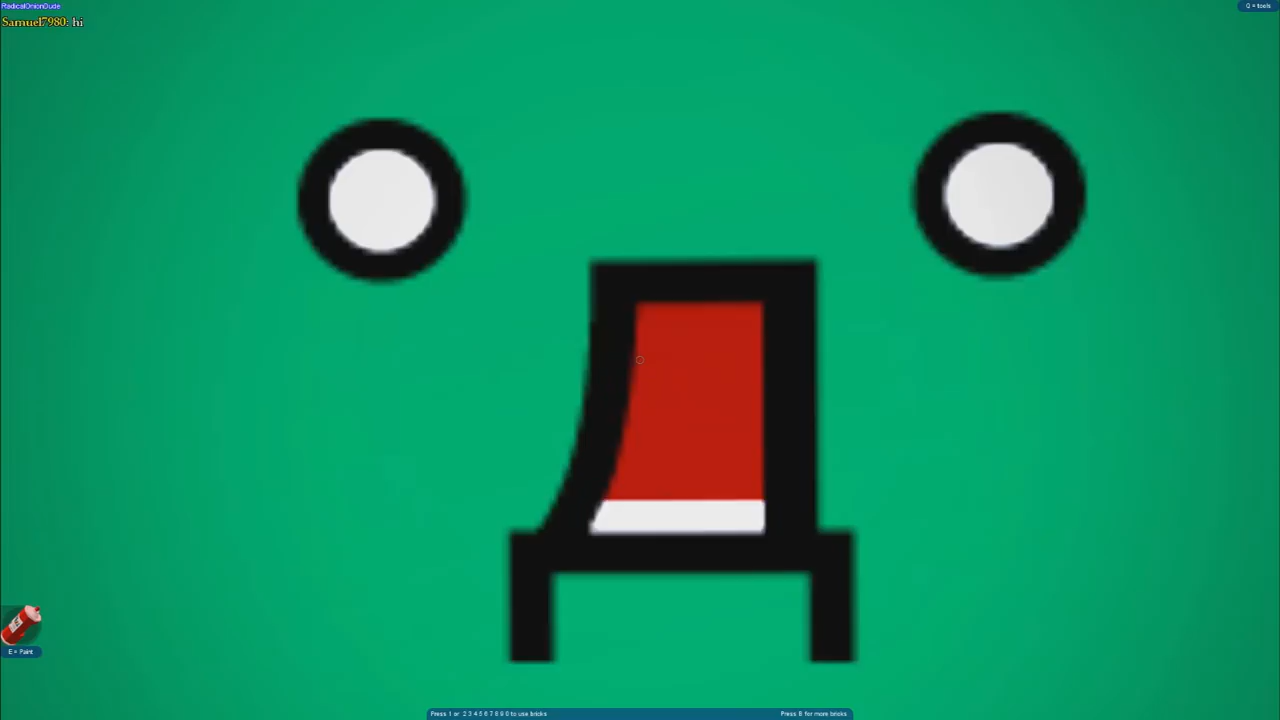 RadicalOnionDude
Q = tools
Samuel7980: hi
E = Paint
Press 1 or 2 3 4 5 6 7 8 9 0 to use bricks
Press B for more bricks